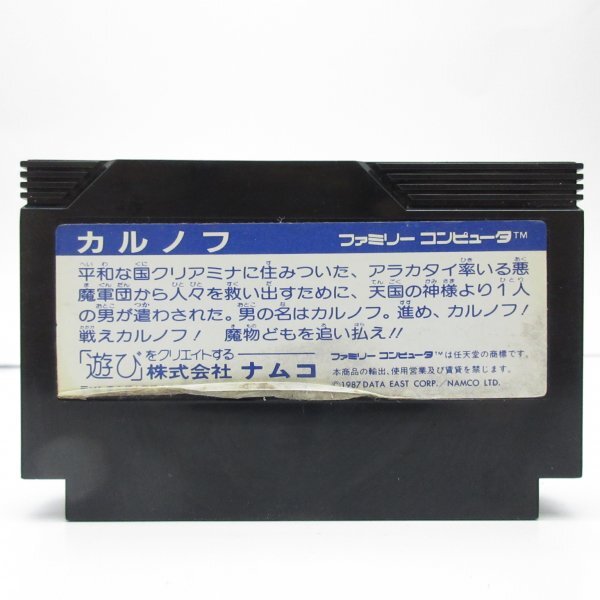 カルノフ
ファミリー コンピュータ™
平和な国クリアミナに住みついた、アラカタイ率いる悪
魔軍団から人々を救い出すために、天国の神様より1人
の男が遣わされた。男の名はカルノフ。進め、カルノフ!
戦えカルノフ! 魔物どもを追い払え!!
「遊び」をクリエイトする
株式会社 ナムコ
ファミリー コンピュータ™は任天堂の商標です。
本商品の輸出、使用営業及び賃貸を禁じます。
©1987 DATA EAST CORP./NAMCO LTD.